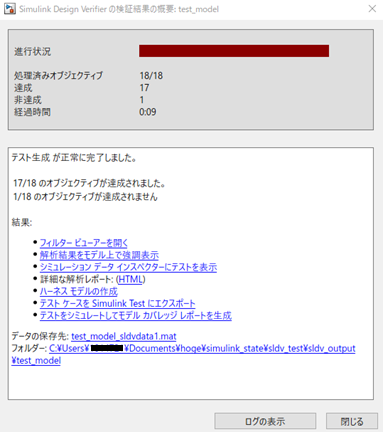 Simulink Design Verifier の検証結果の概要: test_model
進行状況
処理済みオブジェクティブ 18/18
達成 17
非達成 1
経過時間 0:09
テスト生成 が正常に完了しました。
17/18 のオブジェクティブが達成されました。
1/18 のオブジェクティブが達成されません
結果:
• フィルター ビューアーを開く
• 解析結果をモデル上で強調表示
• シミュレーション データ インスペクターにテストを表示
• 詳細な解析レポート: (HTML)
• ハーネス モデルの作成
• テスト ケースを Simulink Test にエクスポート
• テストをシミュレートしてモデル カバレッジ レポートを生成
データの保存先: test_model_sldvdata1.mat
フォルダー: C:¥Users¥ ¥Documents¥hoge¥simulink_state¥sldv_test¥sldv_output
¥test_model
ログの表示 閉じる